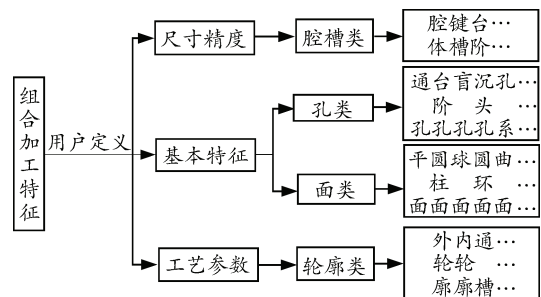 组合加工特征
用户定义
尺寸精度
腔槽类
腔键台…
体槽阶…
基本特征
孔类
通台盲沉孔…
阶 头 …
孔孔孔孔系…
面类
平圆球圆曲…
柱 环 …
面面面面面…
工艺参数
轮廓类
外内通…
轮轮 …
廓廓槽…